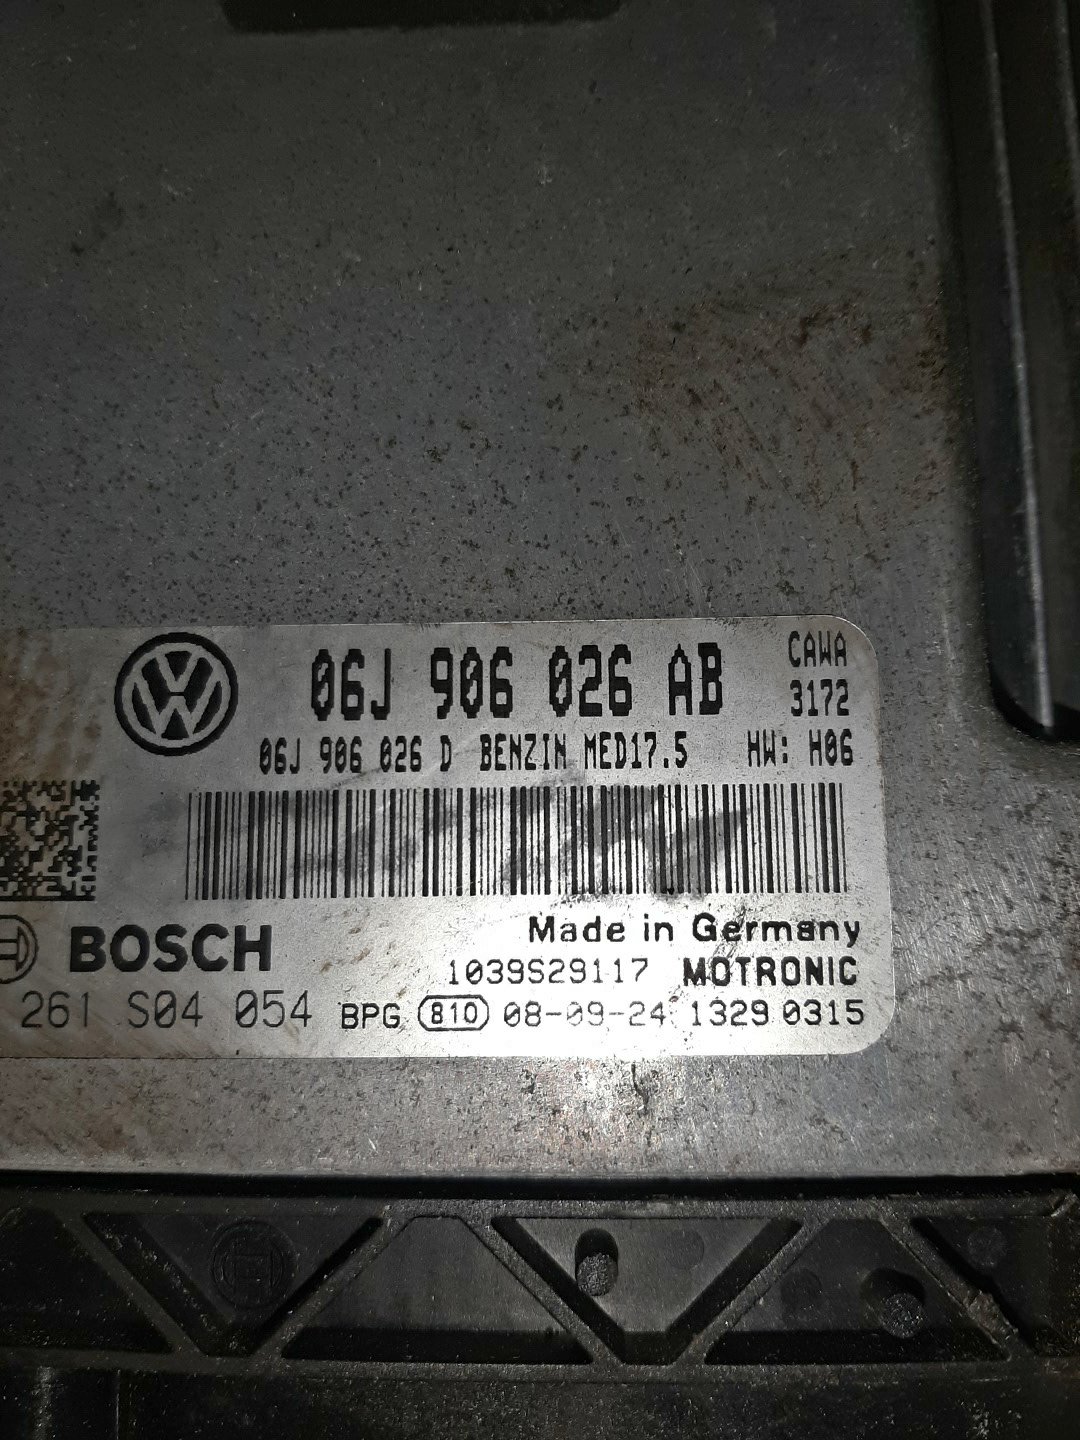 06J 906 026 AB
CAWA
3172
06J 906 026 D BENZIN MED17.5 HW: H06
BOSCH
Made in Germany
1039S29117 MOTRONIC
261 S04 054 BPG 810 08-09-24 1329 0315